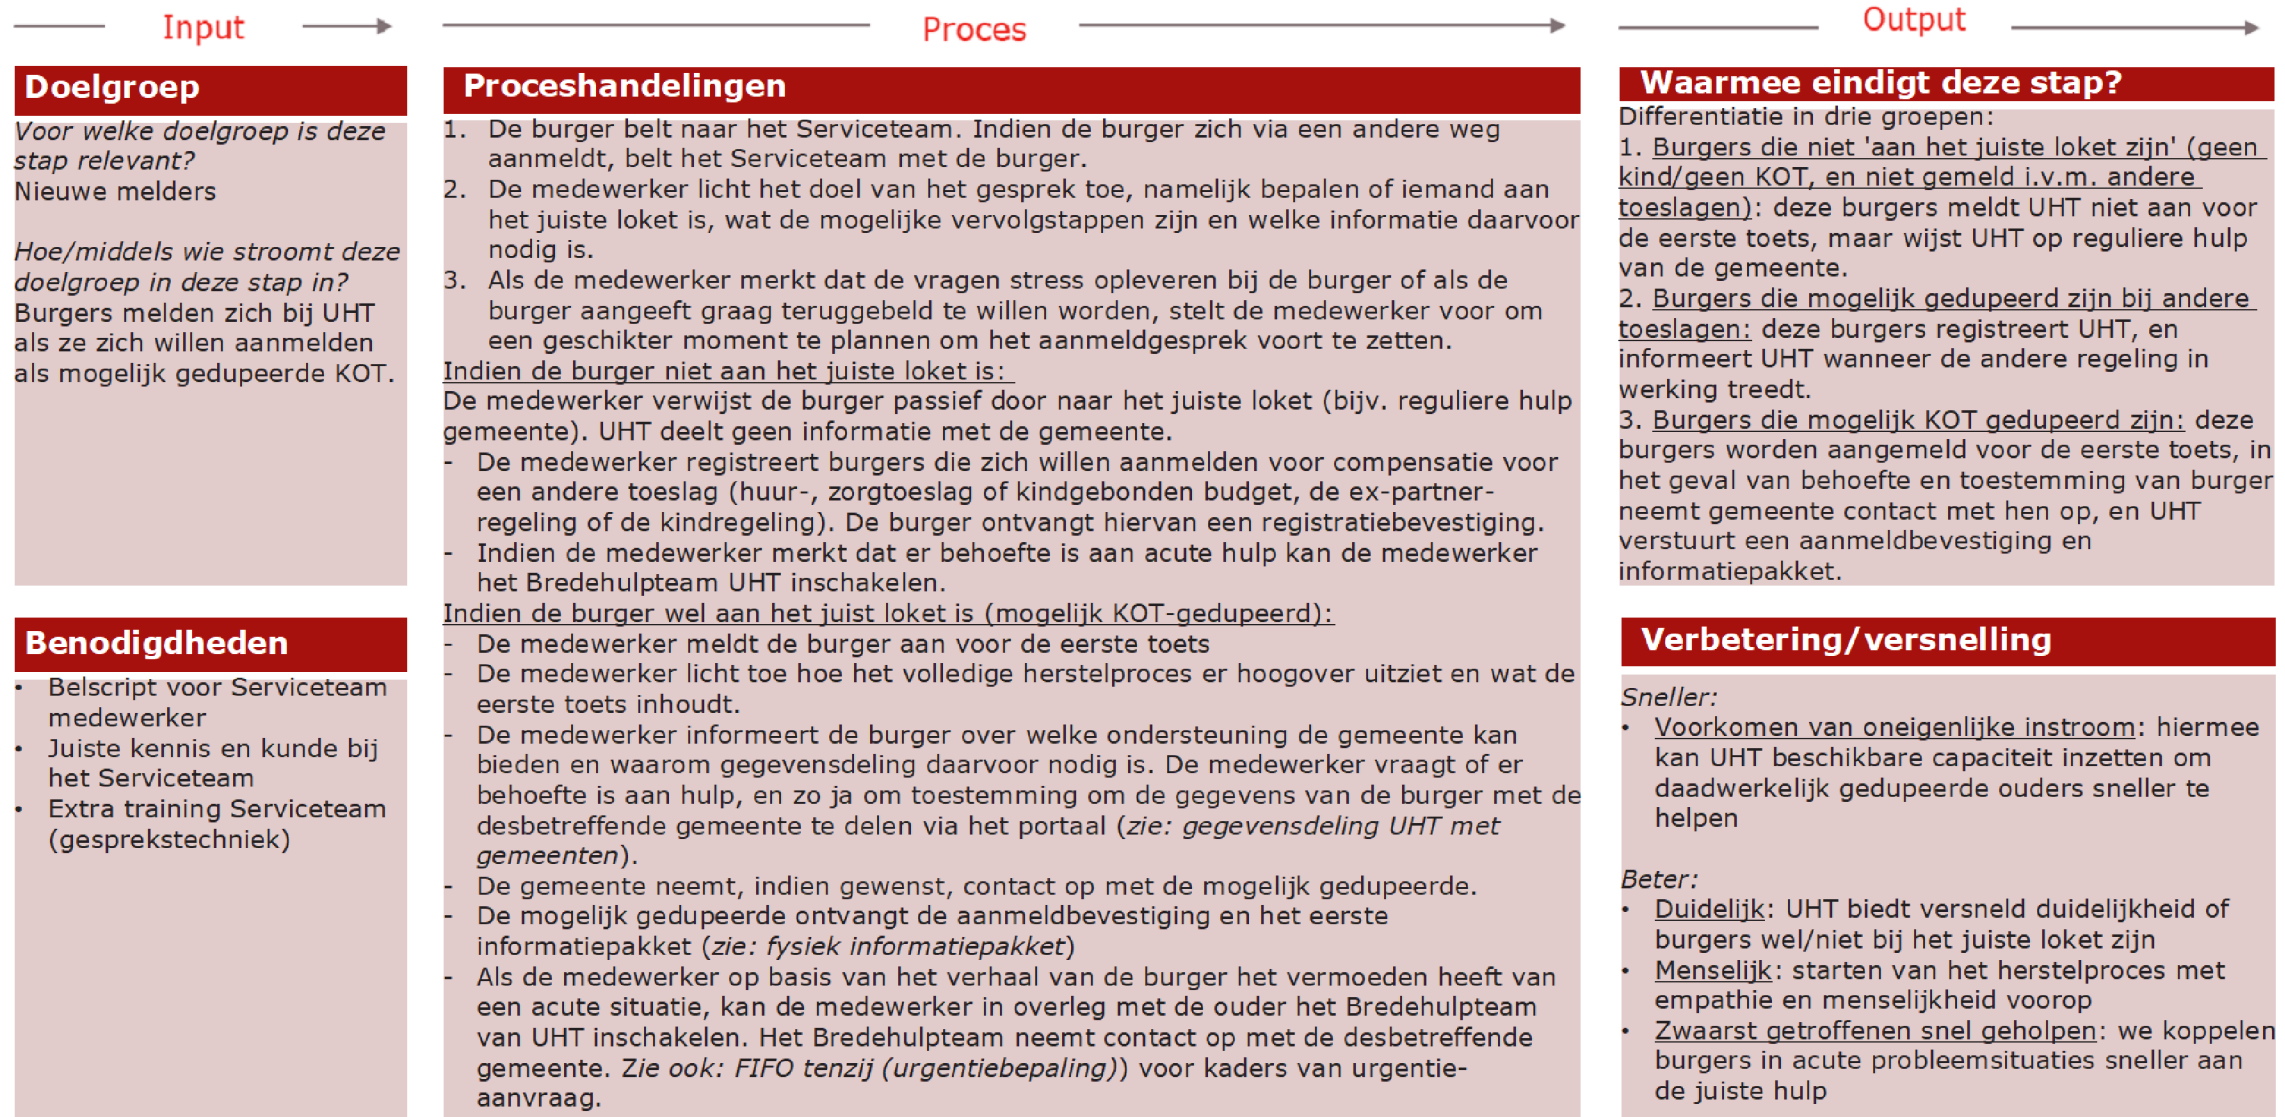 Input
Proces
Output
Doelgroep
Voor welke doelgroep is deze
stap relevant?
Nieuwe melders
Hoe/middels wie stroomt deze
doelgroep in deze stap in?
Burgers melden zich bij UHT
als ze zich willen aanmelden
als mogelijk gedupeerde KOT.
Benodigdheden
• Belscript voor Serviceteam
medewerker
• Juiste kennis en kunde bij
het Serviceteam
• Extra training Serviceteam
(gesprekstechniek)
Proceshandelingen
1. De burger belt naar het Serviceteam. Indien de burger zich via een andere weg
aanmeldt, belt het Serviceteam met de burger.
2. De medewerker licht het doel van het gesprek toe, namelijk bepalen of iemand aan
het juiste loket is, wat de mogelijke vervolgstappen zijn en welke informatie daarvoor
nodig is.
3. Als de medewerker merkt dat de vragen stress opleveren bij de burger of als de
burger aangeeft graag teruggebeld te willen worden, stelt de medewerker voor om
een geschikter moment te plannen om het aanmeldgesprek voort te zetten.
Indien de burger niet aan het juiste loket is:
De medewerker verwijst de burger passief door naar het juiste loket (bijv. reguliere hulp
gemeente). UHT deelt geen informatie met de gemeente.
- De medewerker registreert burgers die zich willen aanmelden voor compensatie voor
een andere toeslag (huur-, zorgtoeslag of kindgebonden budget, de ex-partner-
regeling of de kindregeling). De burger ontvangt hiervan een registratiebevestiging.
- Indien de medewerker merkt dat er behoefte is aan acute hulp kan de medewerker
het Bredehulpteam UHT inschakelen.
Indien de burger wel aan het juist loket is (mogelijk KOT-gedupeerd):
- De medewerker meldt de burger aan voor de eerste toets
- De medewerker licht toe hoe het volledige herstelproces er hoogover uitziet en wat de
eerste toets inhoudt.
- De medewerker informeert de burger over welke ondersteuning de gemeente kan
bieden en waarom gegevensdeling daarvoor nodig is. De medewerker vraagt of er
behoefte is aan hulp, en zo ja om toestemming om de gegevens van de burger met de
desbetreffende gemeente te delen via het portaal (zie: gegevensdeling UHT met
gemeenten).
- De gemeente neemt, indien gewenst, contact op met de mogelijk gedupeerde.
- De mogelijk gedupeerde ontvangt de aanmeldbevestiging en het eerste
informatiepakket (zie: fysiek informatiepakket)
- Als de medewerker op basis van het verhaal van de burger het vermoeden heeft van
een acute situatie, kan de medewerker in overleg met de ouder het Bredehulpteam
van UHT inschakelen. Het Bredehulpteam neemt contact op met de desbetreffende
gemeente. Zie ook: FIFO tenzij (urgentiebepaling)) voor kaders van urgentie-
aanvraag.
Waarmee eindigt deze stap?
Differentiatie in drie groepen:
1. Burgers die niet 'aan het juiste loket zijn' (geen
kind/geen KOT, en niet gemeld i.v.m. andere
toeslagen): deze burgers meldt UHT niet aan voor
de eerste toets, maar wijst UHT op reguliere hulp
van de gemeente.
2. Burgers die mogelijk gedupeerd zijn bij andere
toeslagen: deze burgers registreert UHT, en
informeert UHT wanneer de andere regeling in
werking treedt.
3. Burgers die mogelijk KOT gedupeerd zijn: deze
burgers worden aangemeld voor de eerste toets, in
het geval van behoefte en toestemming van burger
neemt gemeente contact met hen op, en UHT
verstuurt een aanmeldbevestiging en
informatiepakket.
Verbetering/versnelling
Sneller:
• Voorkomen van oneigenlijke instroom: hiermee
kan UHT beschikbare capaciteit inzetten om
daadwerkelijk gedupeerde ouders sneller te
helpen
Beter:
• Duidelijk: UHT biedt versneld duidelijkheid of
burgers wel/niet bij het juiste loket zijn
• Menselijk: starten van het herstelproces met
empathie en menselijkheid voorop
• Zwaarst getroffenen snel geholpen: we koppelen
burgers in acute probleemsituaties sneller aan
de juiste hulp